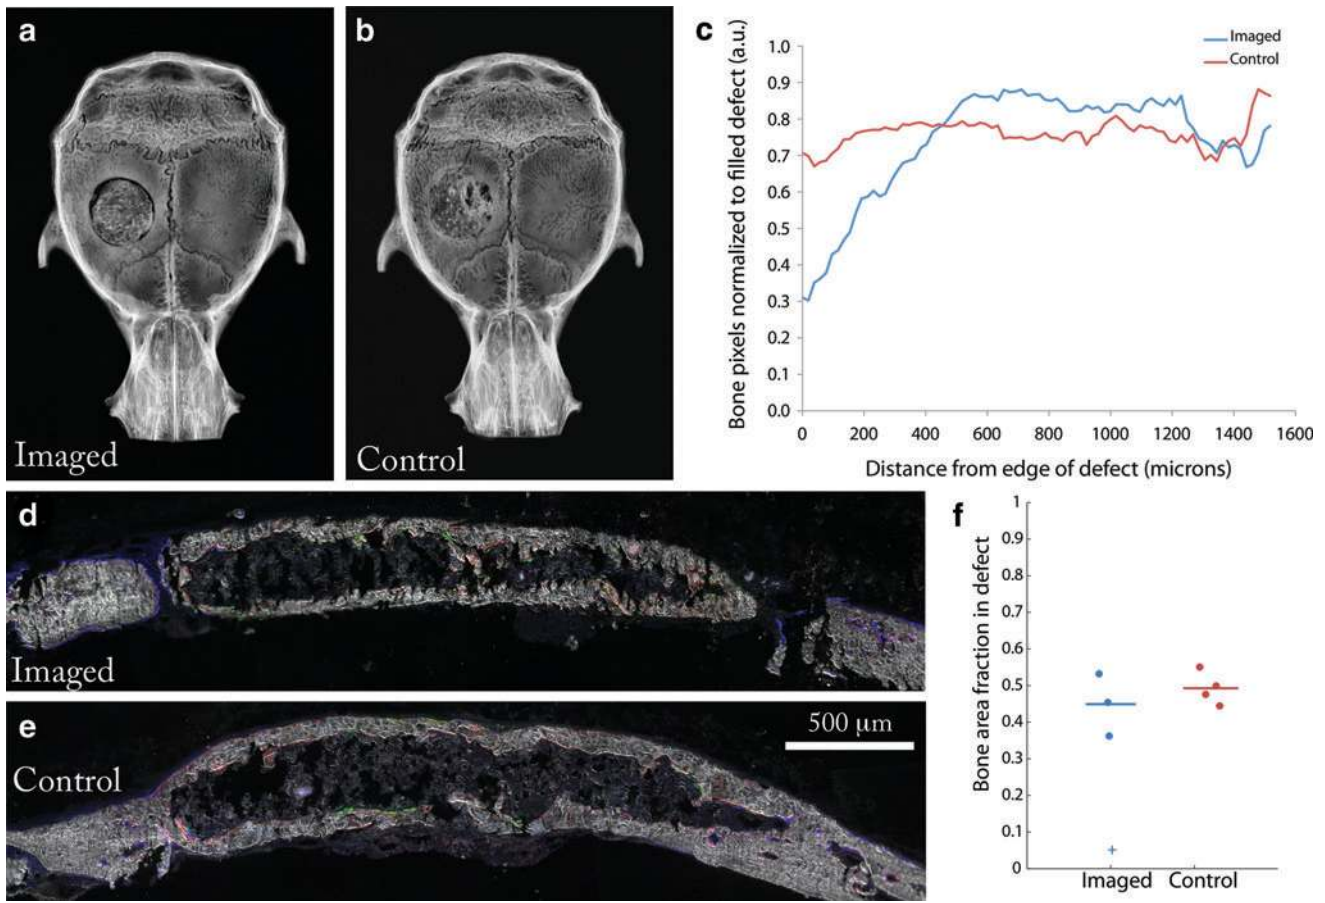 a
Imaged
b
Control
c
Bone pixels normalized to filled defect (a.u.)
1.0
0.9
0.8
0.7
0.6
0.5
0.4
0.3
0.2
0.1
0.0
0 200 400 600 800 1000 1200 1400 1600
Distance from edge of defect (microns)
Imaged
Control
d
Imaged
e
Control
500 μm
f
Bone area fraction in defect
1
0.9
0.8
0.7
0.6
0.5
0.4
0.3
0.2
0.1
0
Imaged Control